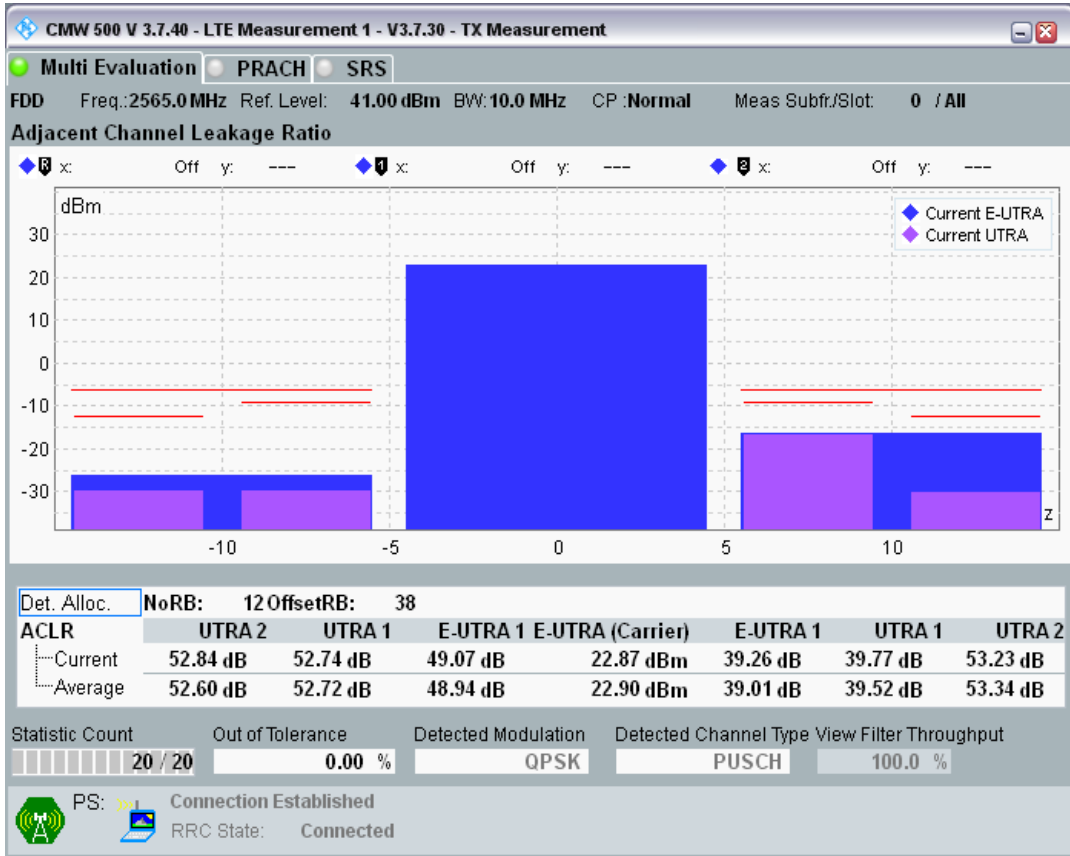 CMW 500 V 3.7.40 - LTE Measurement 1 - V3.7.30 - TX Measurement
Multi Evaluation PRACH SRS
FDD Freq.:2565.0 MHz Ref. Level: 41.00 dBm BW:10.0 MHz CP :Normal Meas Subfr./Slot: 0 / All
Adjacent Channel Leakage Ratio
R x: Off y: --- 1 x: Off y: --- 2 x: Off y: ---
dBm
Current E-UTRA
Current UTRA
30
20
10
0
-10
-20
-30
z
-10 -5 0 5 10
Det. Alloc. NoRB: 12 OffsetRB: 38
ACLR UTRA 2 UTRA 1 E-UTRA 1 E-UTRA (Carrier) E-UTRA 1 UTRA 1 UTRA 2
Current 52.84 dB 52.74 dB 49.07 dB 22.87 dBm 39.26 dB 39.77 dB 53.23 dB
Average 52.60 dB 52.72 dB 48.94 dB 22.90 dBm 39.01 dB 39.52 dB 53.34 dB
Statistic Count Out of Tolerance Detected Modulation Detected Channel Type View Filter Throughput
20 / 20 0.00 % QPSK PUSCH 100.0 %
PS: Connection Established
RRC State: Connected